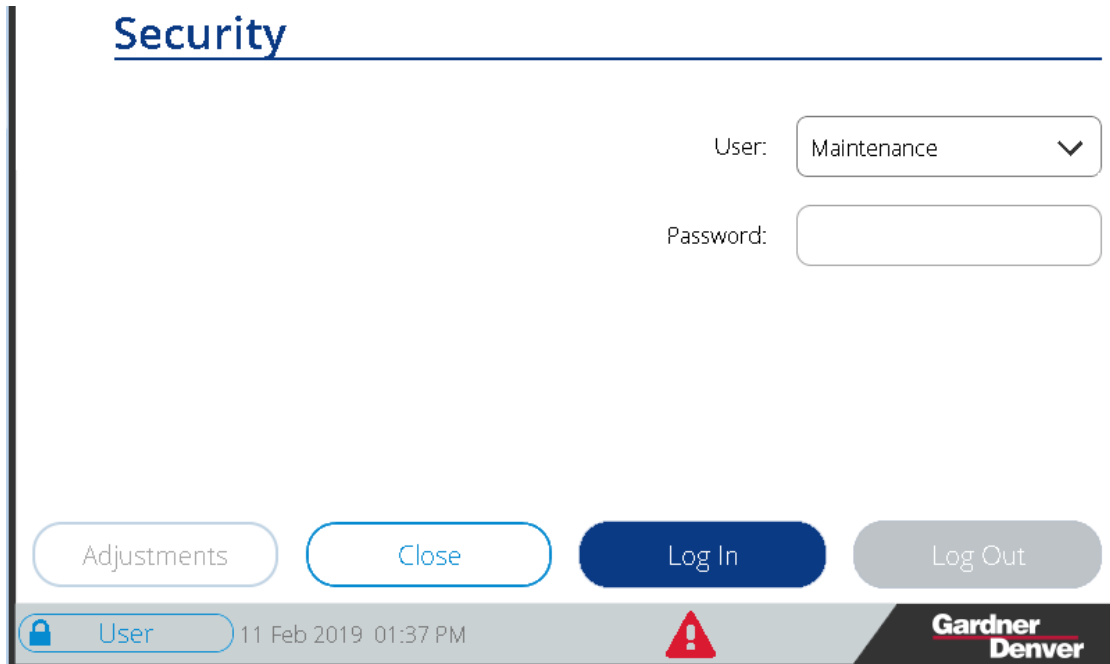 Security
User: Maintenance
Password:
Adjustments Close Log In Log Out
User 11 Feb 2019 01:37 PM Gardner
Denver